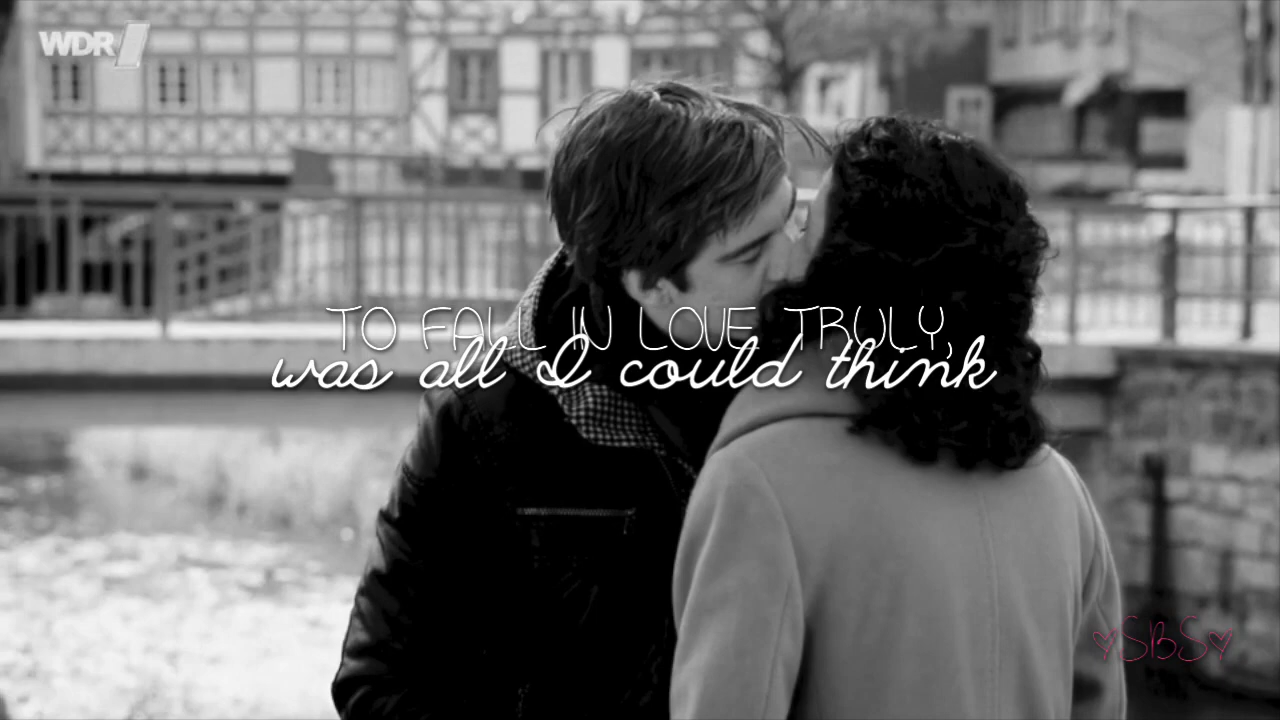 WDR
TO FALL IN LOVE TRULY,
was all I could think
♡SBS♡